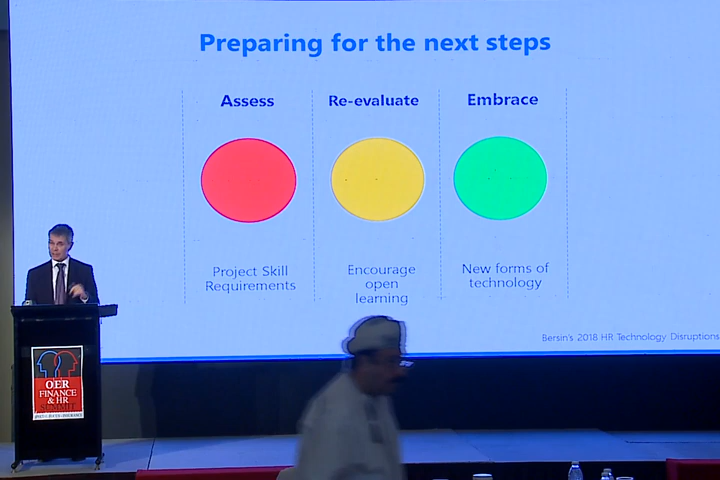 Preparing for the next steps
Assess
Re-evaluate
Embrace
Project Skill
Requirements
Encourage
open
learning
New forms of
technology
Bersin's 2018 HR Technology Disruptions
OER
FINANCE
& HR
SUMMIT